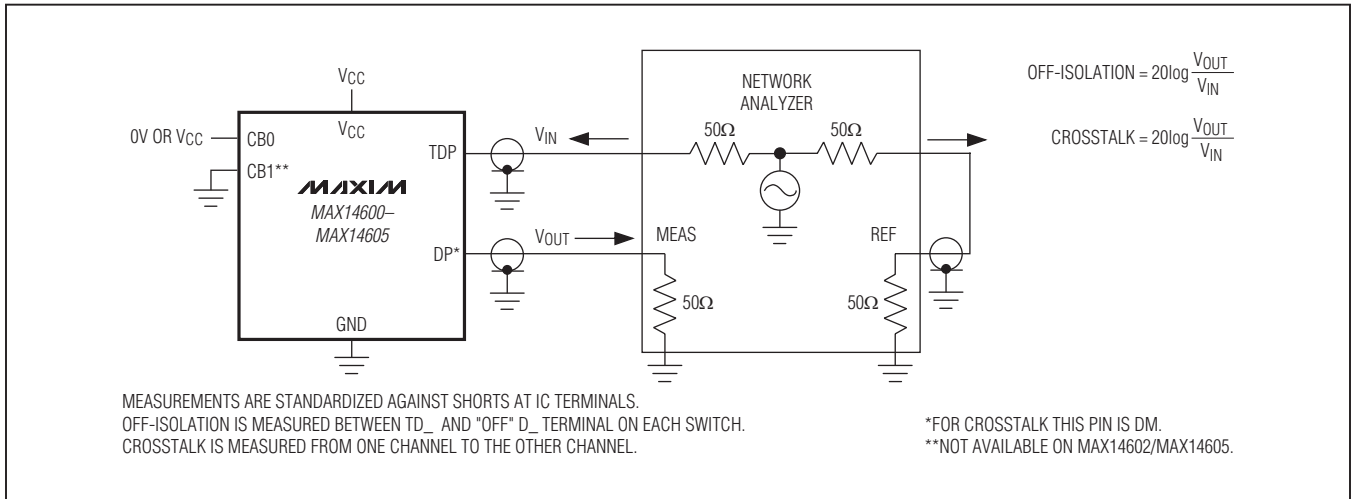 VCC
NETWORK
ANALYZER
OFF-ISOLATION = 20log VOUT
VIN
CROSSTALK = 20log VOUT
VIN
0V OR VCC
CB0
VCC
TDP
VIN
50Ω
50Ω
CB1**
MAXIM
MAX14600–
MAX14605
DP*
VOUT
MEAS
REF
50Ω
50Ω
GND
MEASUREMENTS ARE STANDARDIZED AGAINST SHORTS AT IC TERMINALS.
OFF-ISOLATION IS MEASURED BETWEEN TD_ AND "OFF" D_ TERMINAL ON EACH SWITCH.
CROSSTALK IS MEASURED FROM ONE CHANNEL TO THE OTHER CHANNEL.
*FOR CROSSTALK THIS PIN IS DM.
**NOT AVAILABLE ON MAX14602/MAX14605.